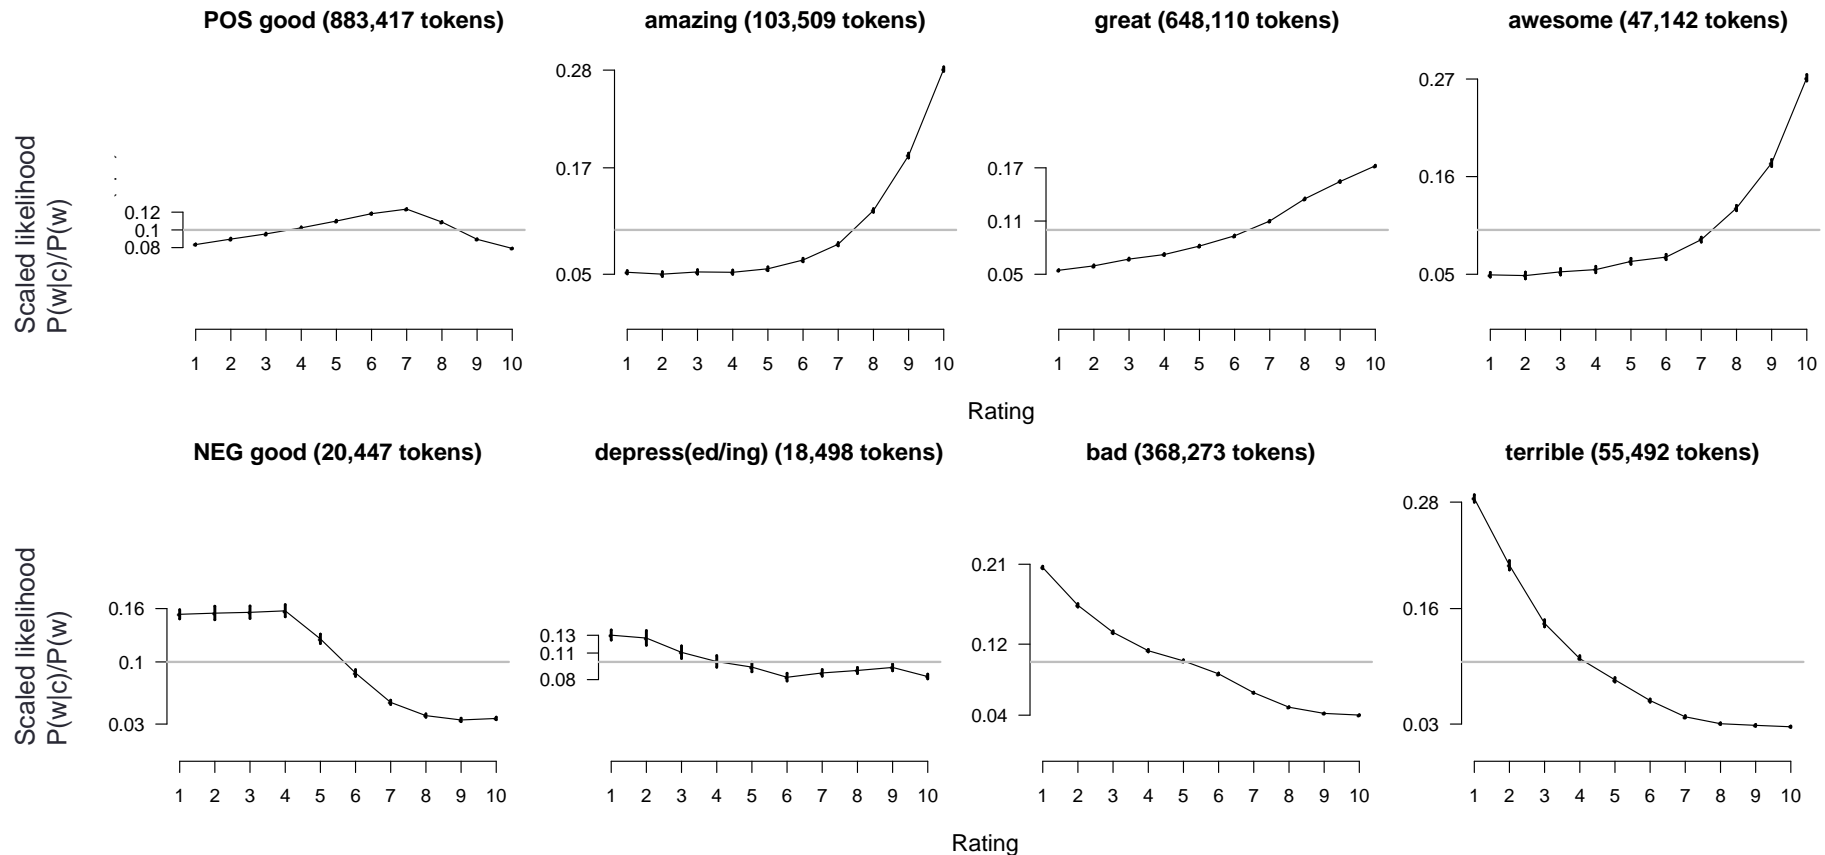 POS good (883,417 tokens)
amazing (103,509 tokens)
great (648,110 tokens)
awesome (47,142 tokens)
Scaled likelihood
P(w|c)/P(w)
0.12
0.1
0.08
1 2 3 4 5 6 7 8 9 10
0.28
0.17
0.05
1 2 3 4 5 6 7 8 9 10
0.17
0.11
0.05
1 2 3 4 5 6 7 8 9 10
0.27
0.16
0.05
1 2 3 4 5 6 7 8 9 10
Rating
NEG good (20,447 tokens)
depress(ed/ing) (18,498 tokens)
bad (368,273 tokens)
terrible (55,492 tokens)
Scaled likelihood
P(w|c)/P(w)
0.16
0.1
0.03
1 2 3 4 5 6 7 8 9 10
0.13
0.11
0.08
1 2 3 4 5 6 7 8 9 10
0.21
0.12
0.04
1 2 3 4 5 6 7 8 9 10
0.28
0.16
0.03
1 2 3 4 5 6 7 8 9 10
Rating